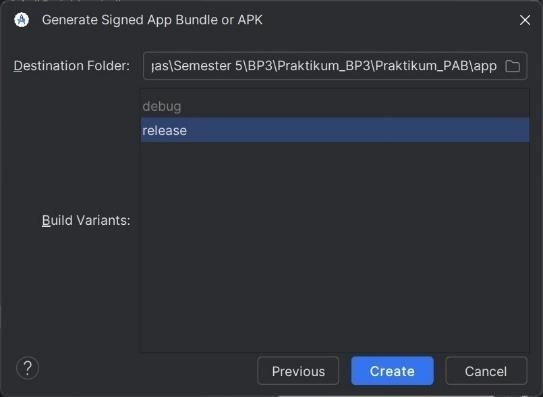 Generate Signed App Bundle or APK
Destination Folder: gas\Semester 5\BP3\Praktikum_BP3\Praktikum_PAB\app
debug
release
Build Variants:
? Previous Create Cancel